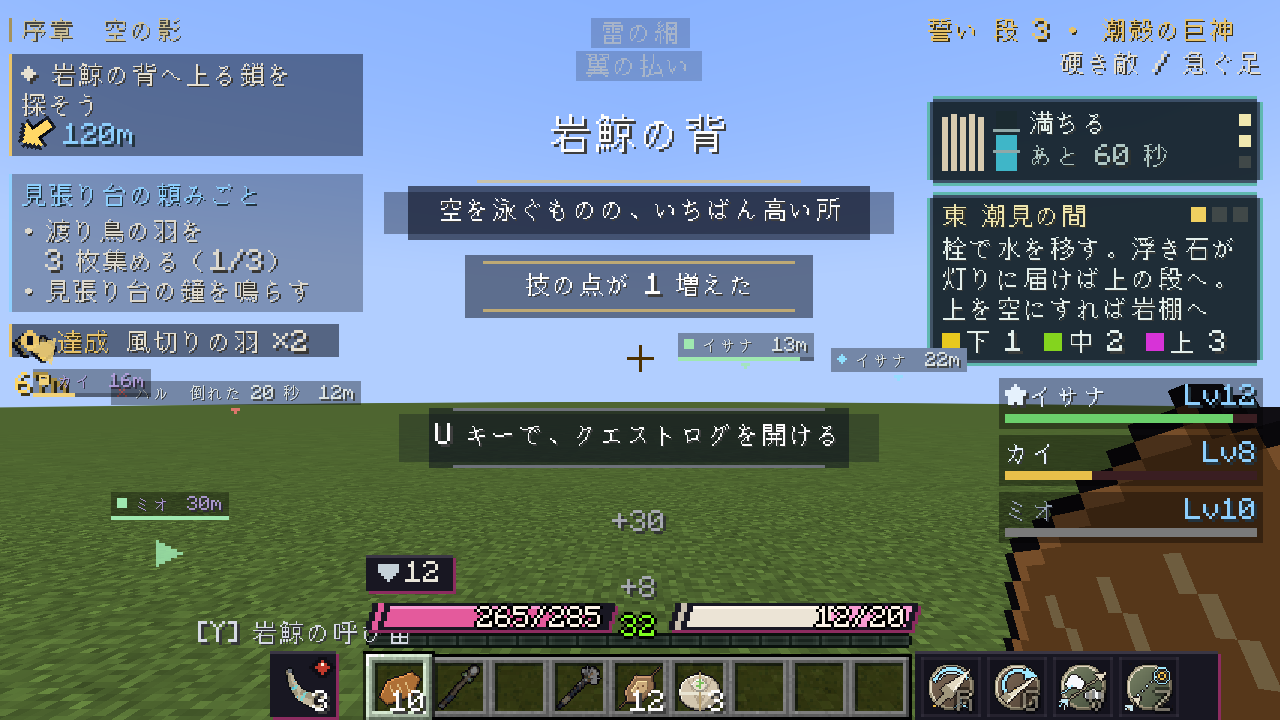 序章 空の影
岩鯨の背へ上る鎖を
探そう
120m
見張り台の頼みごと
・渡り鳥の羽を
3 枚集める (1/3)
・見張り台の鐘を鳴らす
達成 風切りの羽 ×2
カイ 16m
倒れた 20 秒 12m
ミオ 30m
雷の網
翼の払い
岩鯨の背
空を泳ぐものの、いちばん高い所
技の点が 1 増えた
イサナ 13m
イサナ 22m
U キーで、クエストログを開ける
+30
+8
12
265/285
32
12/20
[Y] 岩鯨の呼び笛
3
10
12
3
誓い 段 3・潮殻の巨神
硬き敵 / 急ぐ足
満ちる
あと 60 秒
東 潮見の間
栓で水を移す。浮き石が
灯りに届けば上の段へ。
上を空にすれば岩棚へ
下 1 中 2 上 3
イサナ Lv12
カイ Lv8
ミオ Lv10
R
G